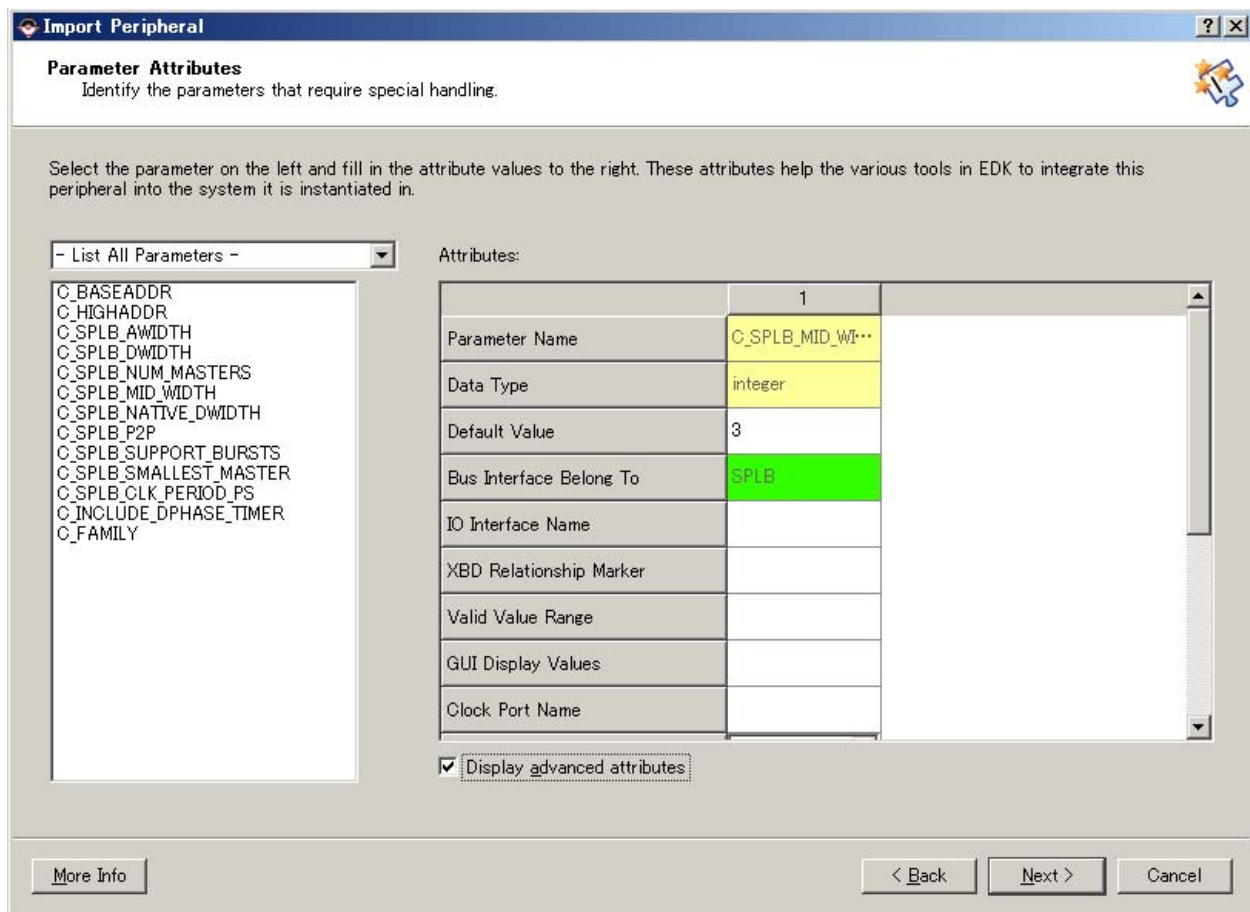 Import Peripheral
Parameter Attributes
Identify the parameters that require special handling.
Select the parameter on the left and fill in the attribute values to the right. These attributes help the various tools in EDK to integrate this
peripheral into the system it is instantiated in.
- List All Parameters -
C_BASEADDR
C_HIGHADDR
C_SPLB_AWIDTH
C_SPLB_DWIDTH
C_SPLB_NUM_MASTERS
C_SPLB_MID_WIDTH
C_SPLB_NATIVE_DWIDTH
C_SPLB_P2P
C_SPLB_SUPPORT_BURSTS
C_SPLB_SMALLEST_MASTER
C_SPLB_CLK_PERIOD_PS
C_INCLUDE_DPHASE_TIMER
C_FAMILY
Attributes:
1
Parameter Name C_SPLB_MID_WI…
Data Type integer
Default Value 3
Bus Interface Belong To SPLB
IO Interface Name
XBD Relationship Marker
Valid Value Range
GUI Display Values
Clock Port Name
Display advanced attributes
More Info
< Back
Next >
Cancel